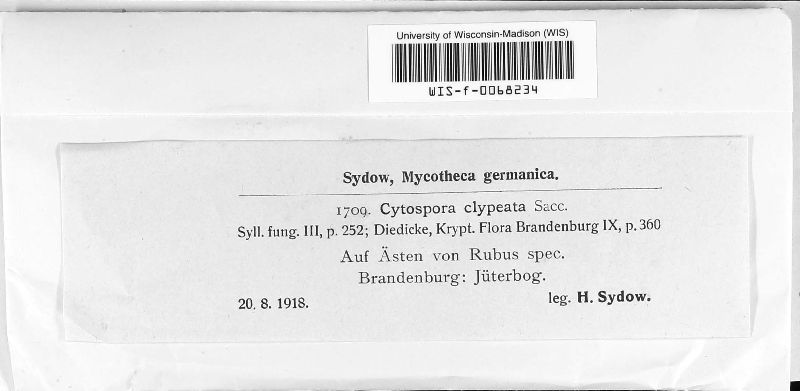 University of Wisconsin-Madison (WIS)
WIS-f-0068234
Sydow, Mycotheca germanica.
1709. Cytospora clypeata Sacc.
Syll. fung. III, p. 252; Diedicke, Krypt. Flora Brandenburg IX, p. 360
Auf Ästen von Rubus spec.
Brandenburg: Jüterbog.
20. 8. 1918. leg. H. Sydow.